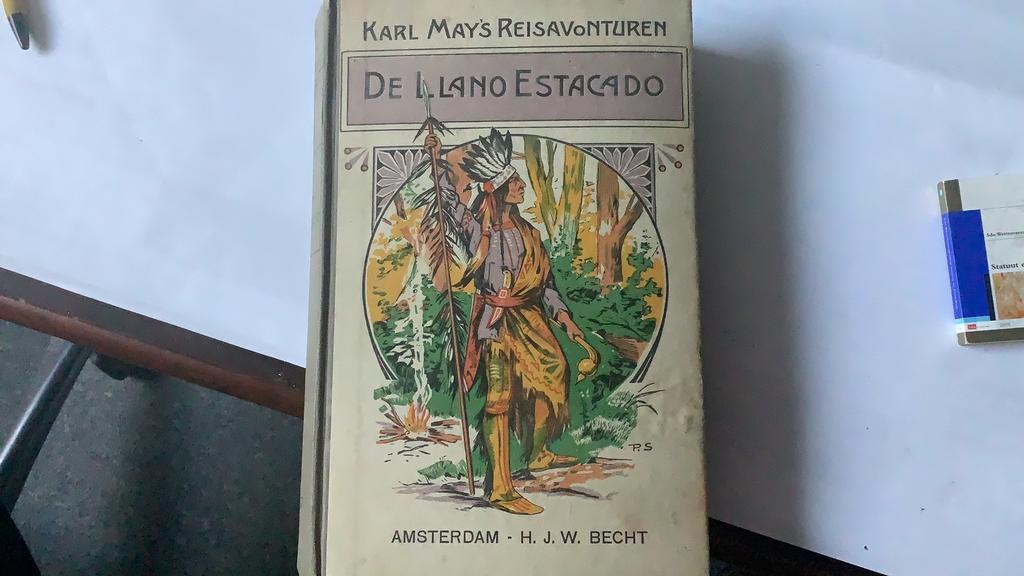 KARL MAY'S REISAVONTUREN
DE LLANO ESTACADO
P.S
AMSTERDAM - H. J. W. BECHT
Statuut